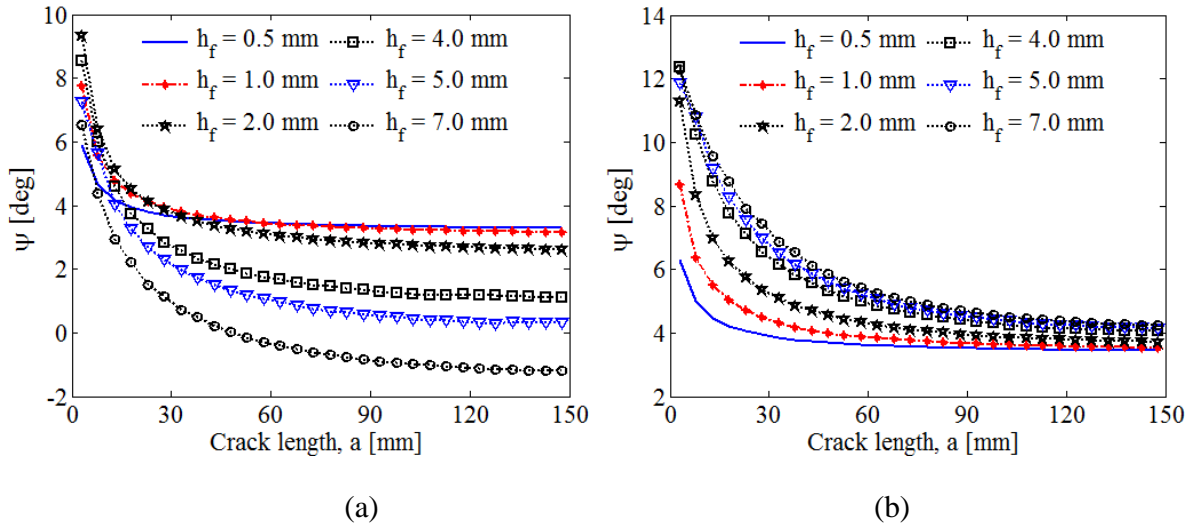 10
8
6
4
2
0
-2
ψ [deg]
h_f = 0.5 mm
h_f = 1.0 mm
h_f = 2.0 mm
h_f = 4.0 mm
h_f = 5.0 mm
h_f = 7.0 mm
0 30 60 90 120 150
Crack length, a [mm]
(a)
14
12
10
8
6
4
2
ψ [deg]
h_f = 0.5 mm
h_f = 1.0 mm
h_f = 2.0 mm
h_f = 4.0 mm
h_f = 5.0 mm
h_f = 7.0 mm
0 30 60 90 120 150
Crack length, a [mm]
(b)